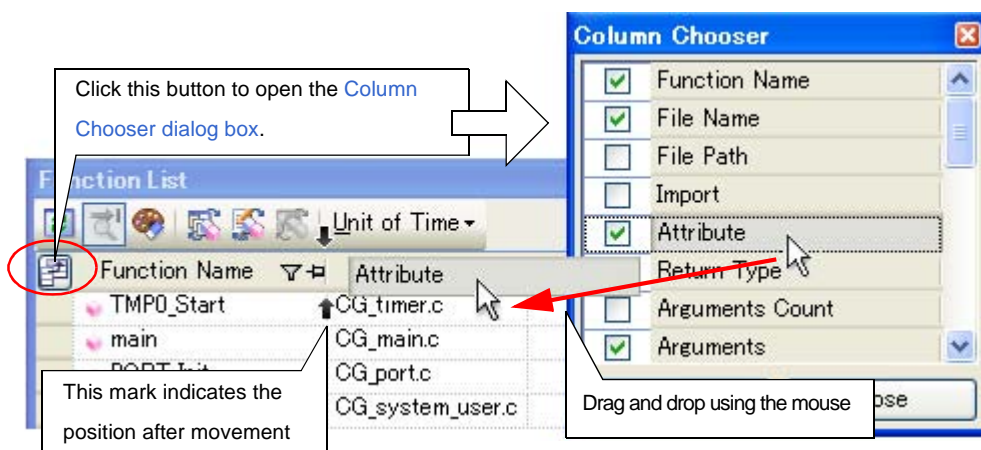 Column Chooser
Function Name
File Name
File Path
Import
Attribute
Return Type
Arguments Count
Arguments
Click this button to open the Column
Chooser dialog box.
Function List
Unit of Time
Function Name
Attribute
TMP0_Start
CG_timer.c
main
CG_main.c
CG_port.c
CG_system_user.c
This mark indicates the
position after movement
Drag and drop using the mouse